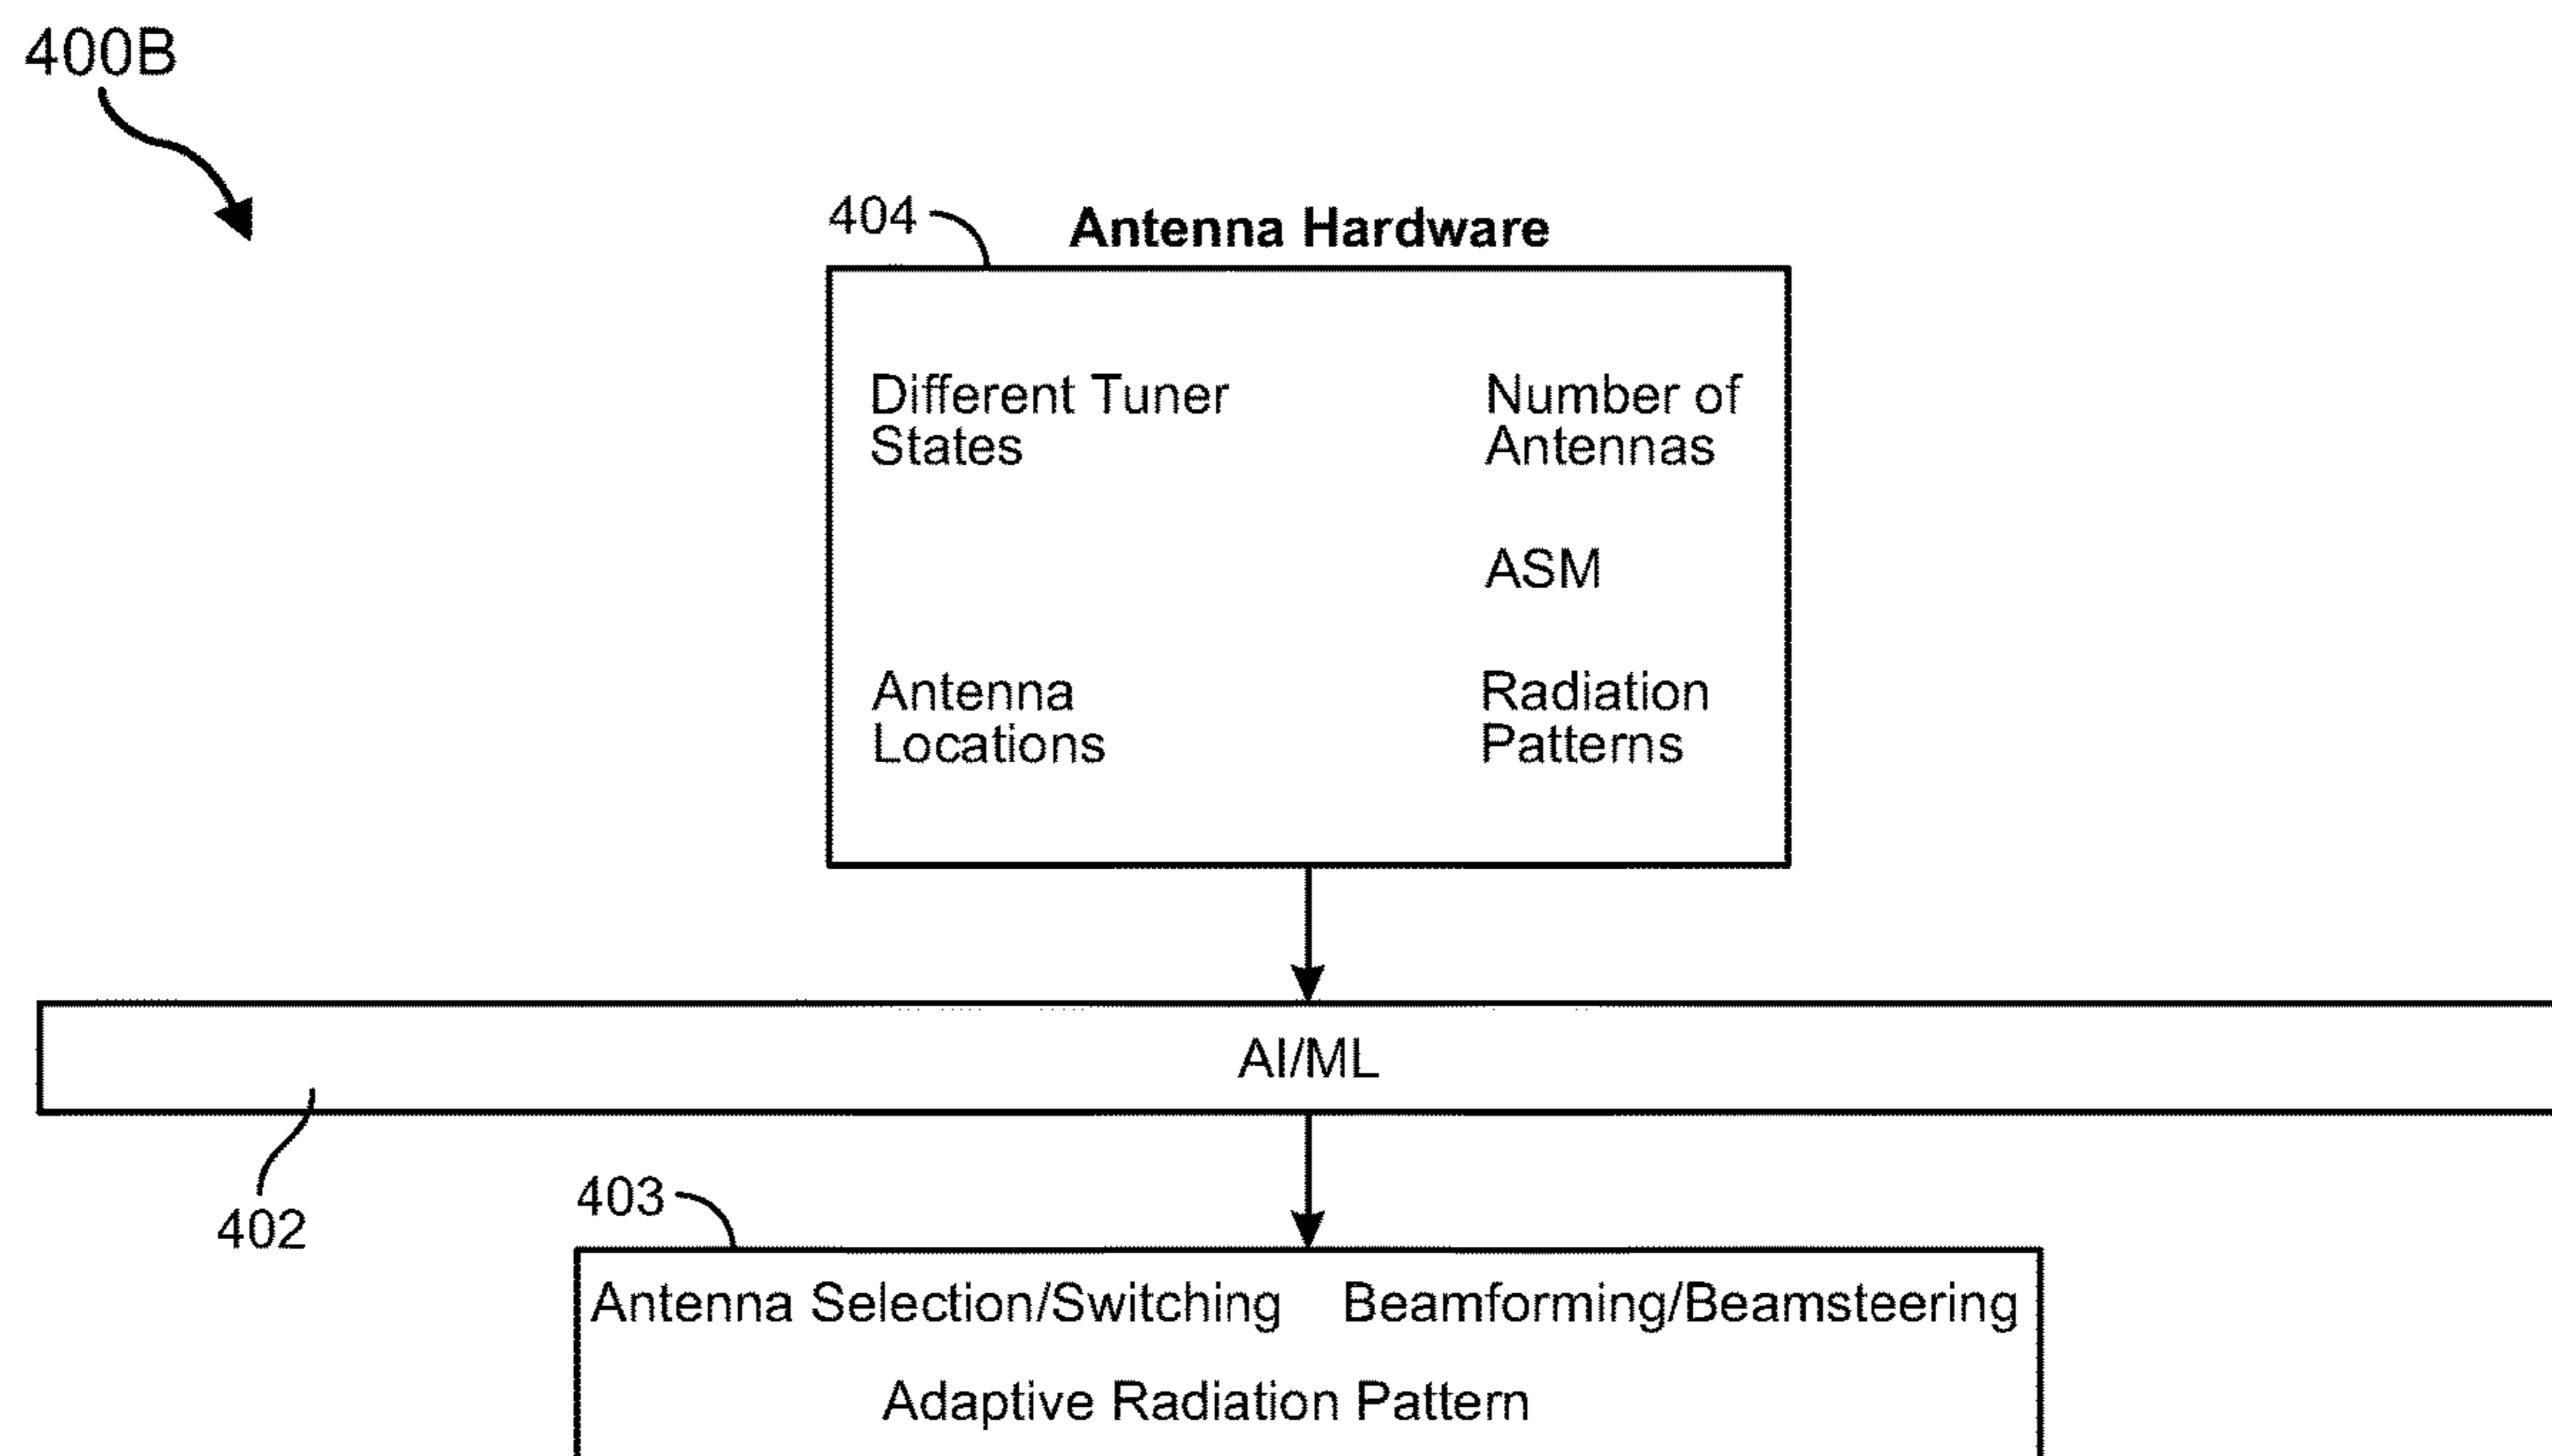 400B
404
Antenna Hardware
Different Tuner
States
Number of
Antennas
ASM
Antenna
Locations
Radiation
Patterns
AI/ML
402
403
Antenna Selection/Switching
Beamforming/Beamsteering
Adaptive Radiation Pattern